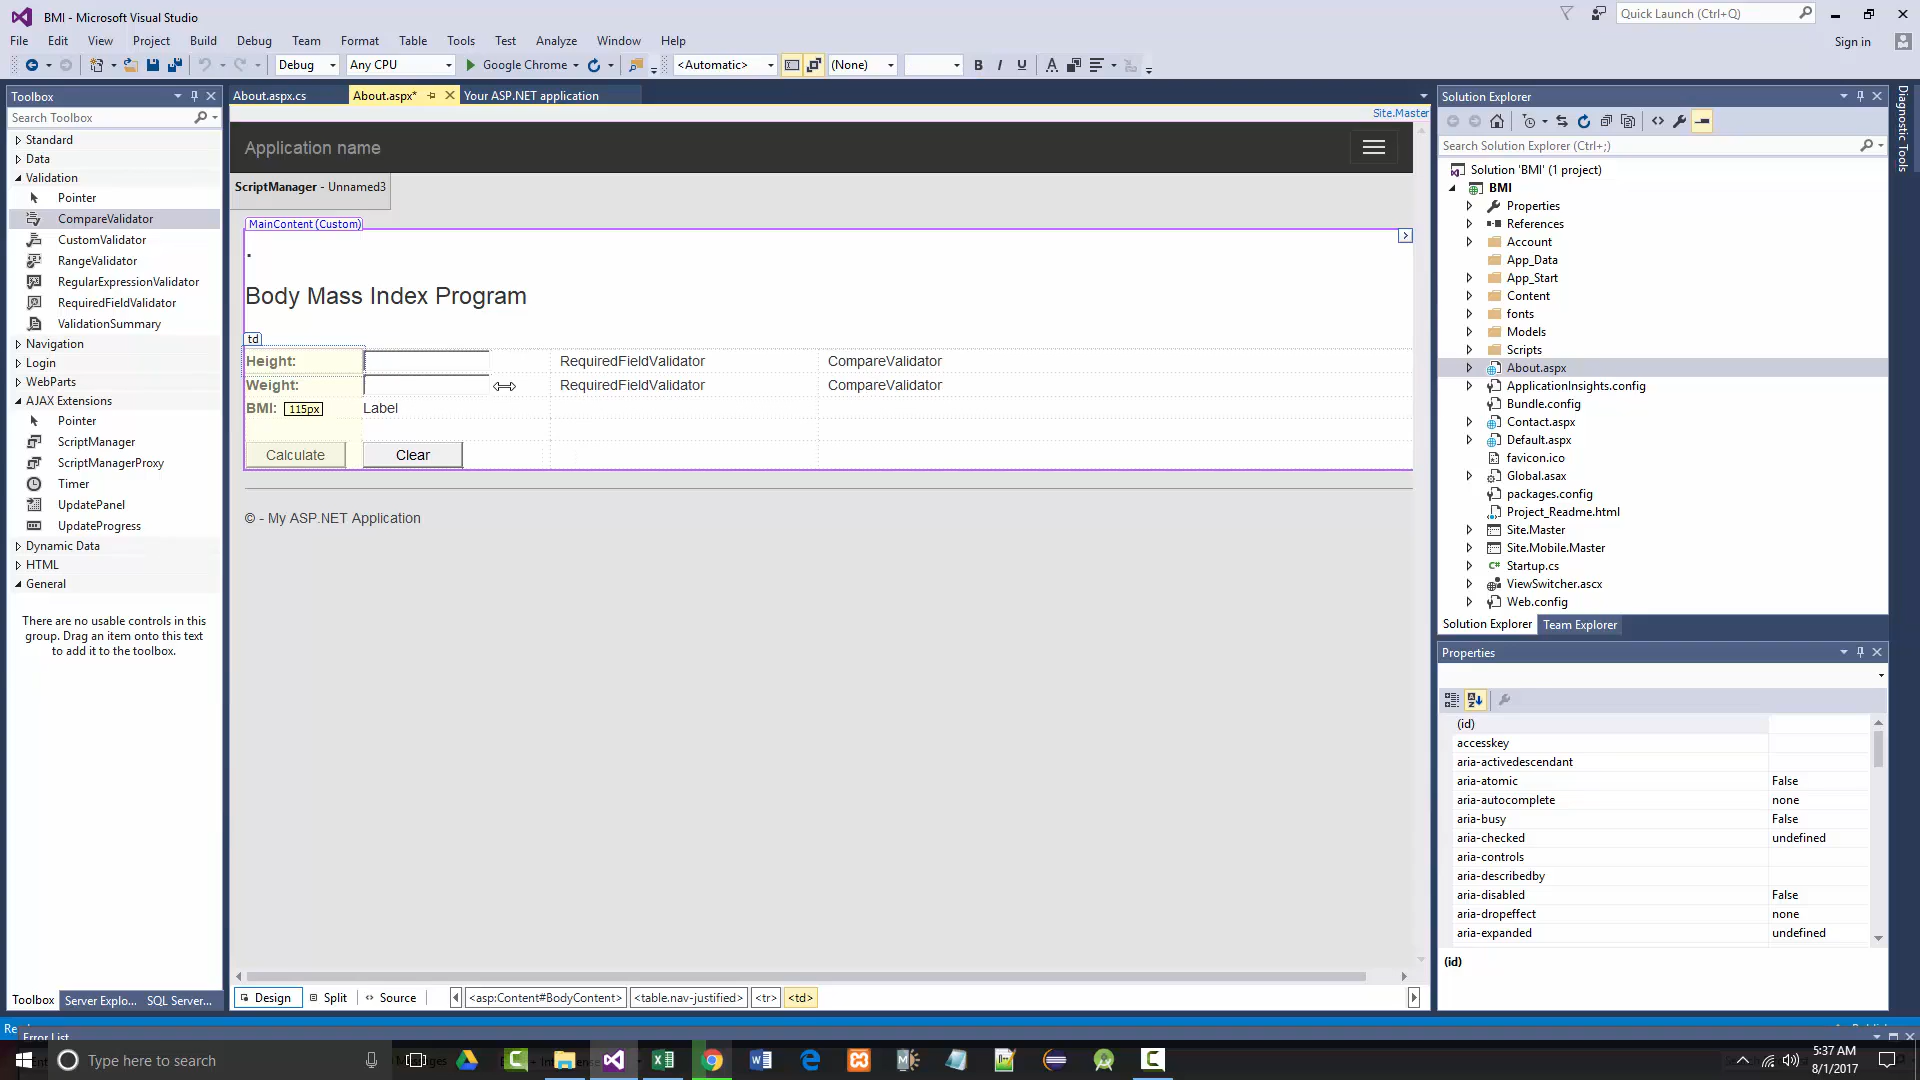 BMI - Microsoft Visual Studio
Quick Launch (Ctrl+Q)
File Edit View Project Build Debug Team Format Table Tools Test Analyze Window Help
Sign in
Debug Any CPU Google Chrome <Automatic> (None) B I U A
Toolbox
Search Toolbox
Standard
Data
Validation
Pointer
CompareValidator
CustomValidator
RangeValidator
RegularExpressionValidator
RequiredFieldValidator
ValidationSummary
Navigation
Login
WebParts
AJAX Extensions
Pointer
ScriptManager
ScriptManagerProxy
Timer
UpdatePanel
UpdateProgress
Dynamic Data
HTML
General
There are no usable controls in this
group. Drag an item onto this text
to add it to the toolbox.
Toolbox Server Explo... SQL Server...
About.aspx.cs About.aspx* Your ASP.NET application
Site.Master
Application name
ScriptManager - Unnamed3
MainContent (Custom)
.
Body Mass Index Program
td
Height: RequiredFieldValidator CompareValidator
Weight: RequiredFieldValidator CompareValidator
BMI: 115px Label
Calculate Clear
© - My ASP.NET Application
Design Split Source <asp:Content#BodyContent> <table.nav-justified> <tr> <td>
Solution Explorer
Search Solution Explorer (Ctrl+;)
Solution 'BMI' (1 project)
BMI
Properties
References
Account
App_Data
App_Start
Content
fonts
Models
Scripts
About.aspx
ApplicationInsights.config
Bundle.config
Contact.aspx
Default.aspx
favicon.ico
Global.asax
packages.config
Project_Readme.html
Site.Master
Site.Mobile.Master
Startup.cs
ViewSwitcher.ascx
Web.config
Solution Explorer Team Explorer
Properties
(id)
accesskey
aria-activedescendant
aria-atomic False
aria-autocomplete none
aria-busy False
aria-checked undefined
aria-controls
aria-describedby
aria-disabled False
aria-dropeffect none
aria-expanded undefined
(id)
Diagnostic Tools
Error List
Type here to search
5:37 AM
8/1/2017